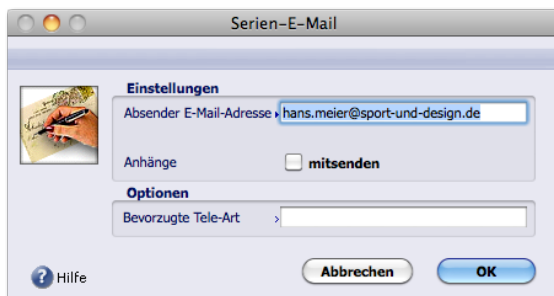 Serien-E-Mail
Einstellungen
Absender E-Mail-Adresse hans.meier@sport-und-design.de
Anhänge mitsenden
Optionen
Bevorzugte Tele-Art
Hilfe Abbrechen OK